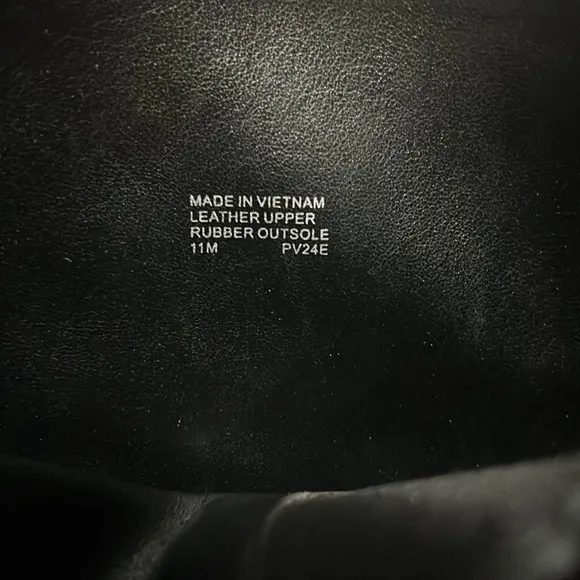 MADE IN VIETNAM
LEATHER UPPER
RUBBER OUTSOLE
11M PV24E